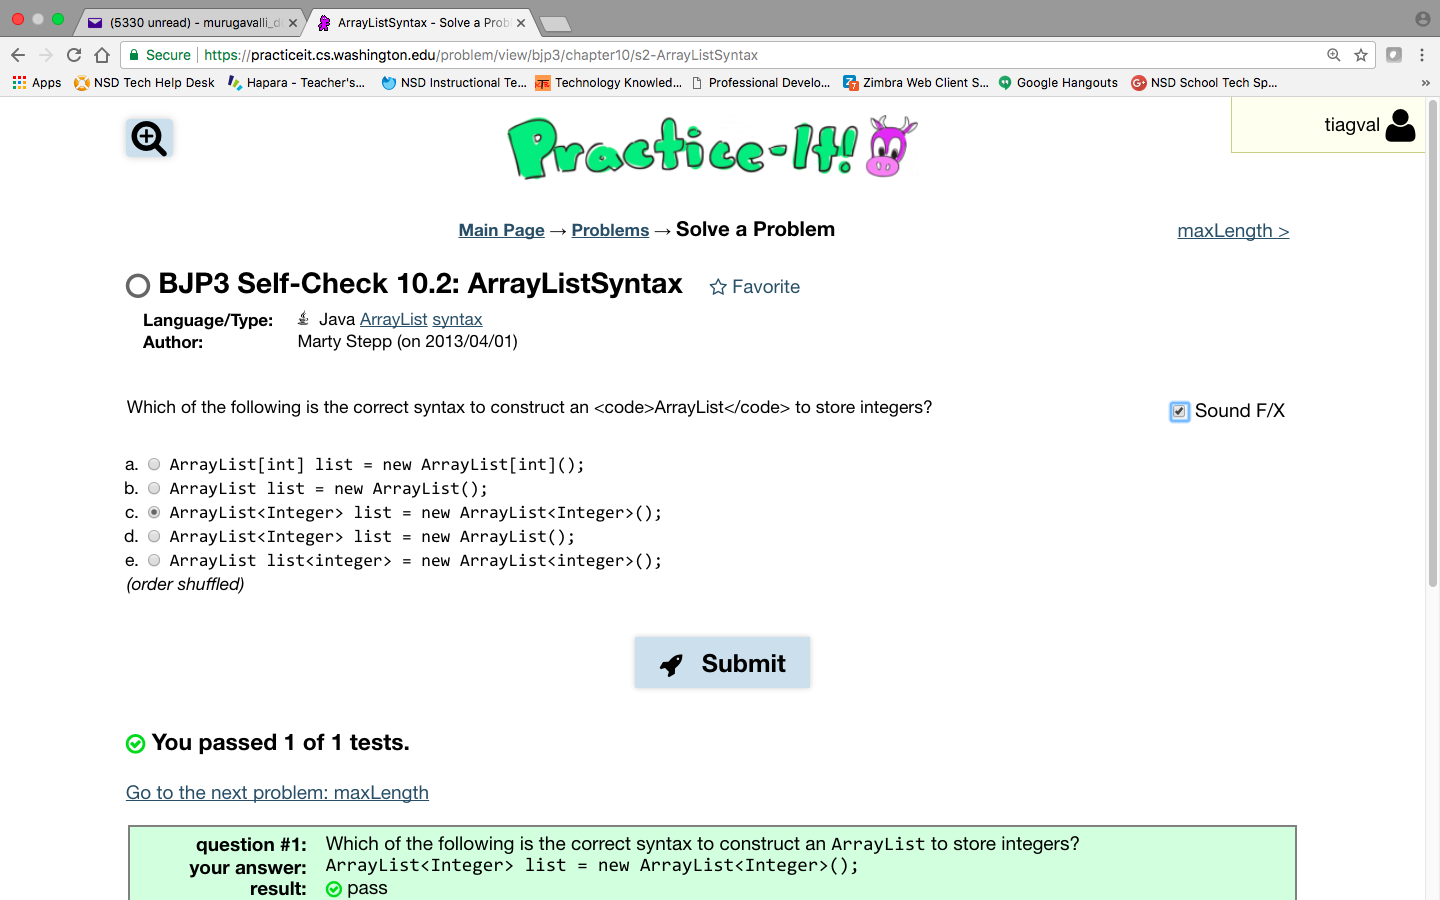 (5330 unread) - murugavalli_d
ArrayListSyntax - Solve a Prob
Secure https://practiceit.cs.washington.edu/problem/view/bjp3/chapter10/s2-ArrayListSyntax
Apps NSD Tech Help Desk Hapara - Teacher's... NSD Instructional Te... Technology Knowled... Professional Develo... Zimbra Web Client S... Google Hangouts NSD School Tech Sp... »
Practice-It!
tiagval
Main Page → Problems → Solve a Problem
maxLength >
BJP3 Self-Check 10.2: ArrayListSyntax Favorite
Language/Type: Java ArrayList syntax
Author: Marty Stepp (on 2013/04/01)
Which of the following is the correct syntax to construct an <code>ArrayList</code> to store integers?
Sound F/X
a. ArrayList[int] list = new ArrayList[int]();
b. ArrayList list = new ArrayList();
c. ArrayList<Integer> list = new ArrayList<Integer>();
d. ArrayList<Integer> list = new ArrayList();
e. ArrayList list<integer> = new ArrayList<integer>();
(order shuffled)
Submit
You passed 1 of 1 tests.
Go to the next problem: maxLength
question #1: Which of the following is the correct syntax to construct an ArrayList to store integers?
your answer: ArrayList<Integer> list = new ArrayList<Integer>();
result: pass